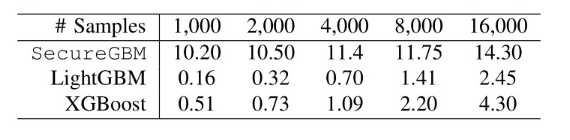 # Samples 1,000 2,000 4,000 8,000 16,000
SecureGBM 10.20 10.50 11.4 11.75 14.30
LightGBM 0.16 0.32 0.70 1.41 2.45
XGBoost 0.51 0.73 1.09 2.20 4.30